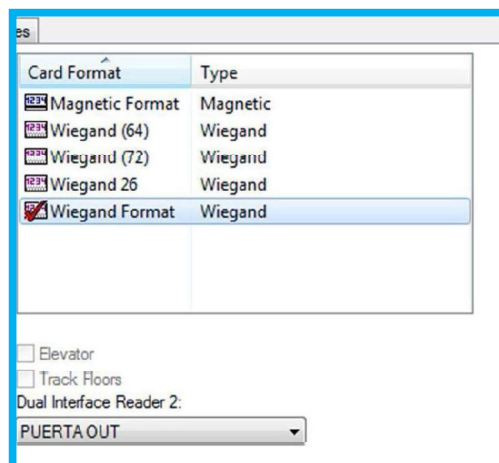 es
Card Format Type
Magnetic Format Magnetic
Wiegand (64) Wiegand
Wiegand (72) Wiegand
Wiegand 26 Wiegand
Wiegand Format Wiegand
Elevator
Track Floors
Dual Interface Reader 2:
PUERTA OUT